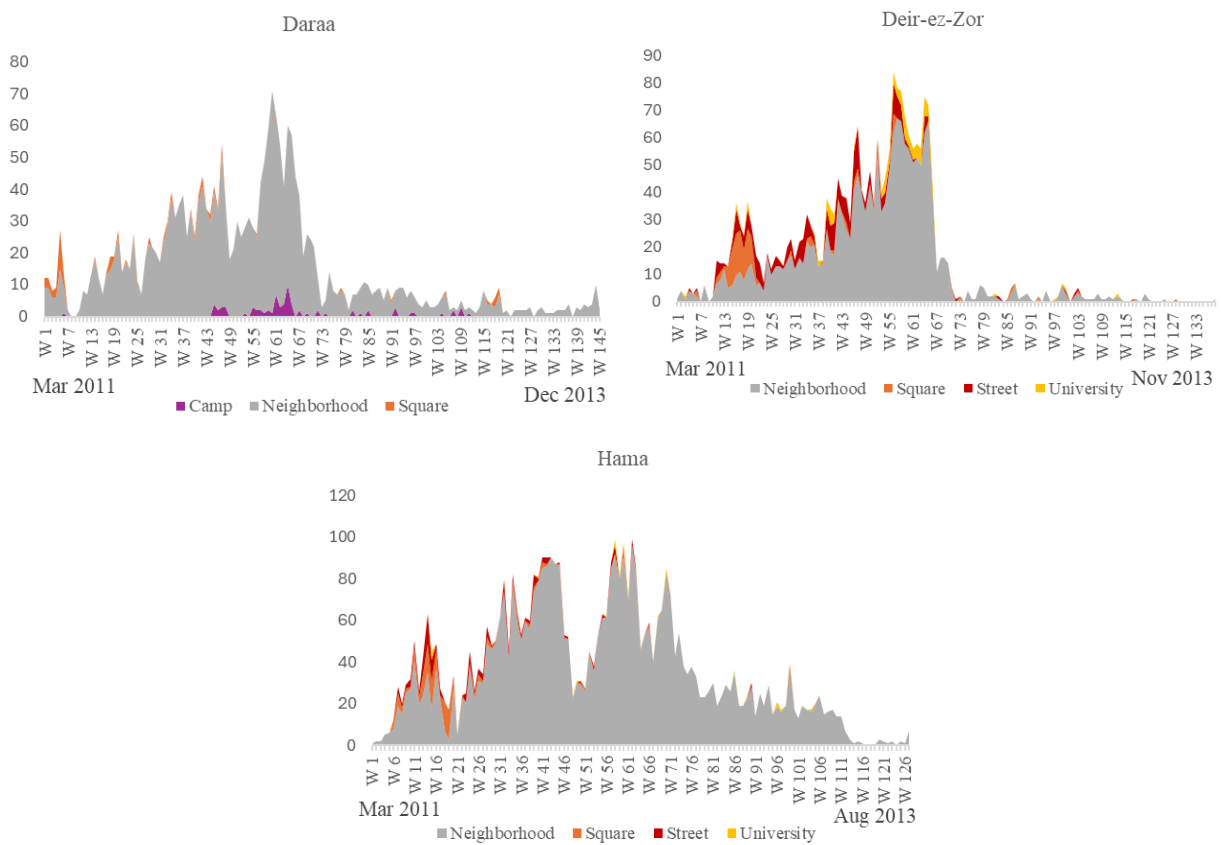 Daraa
80
70
60
50
40
30
20
10
0
W 1
W 7
W 13
W 19
W 25
W 31
W 37
W 43
W 49
W 55
W 61
W 67
W 73
W 79
W 85
W 91
W 97
W 103
W 109
W 115
W 121
W 127
W 133
W 139
W 145
Mar 2011
Dec 2013
Camp Neighborhood Square
Deir-ez-Zor
90
80
70
60
50
40
30
20
10
0
W 1
W 7
W 13
W 19
W 25
W 31
W 37
W 43
W 49
W 55
W 61
W 67
W 73
W 79
W 85
W 91
W 97
W 103
W 109
W 115
W 121
W 127
W 133
Mar 2011
Nov 2013
Neighborhood Square Street University
Hama
120
100
80
60
40
20
0
W 1
W 6
W 11
W 16
W 21
W 26
W 31
W 36
W 41
W 46
W 51
W 56
W 61
W 66
W 71
W 76
W 81
W 86
W 91
W 96
W 101
W 106
W 111
W 116
W 121
W 126
Mar 2011
Aug 2013
Neighborhood Square Street University